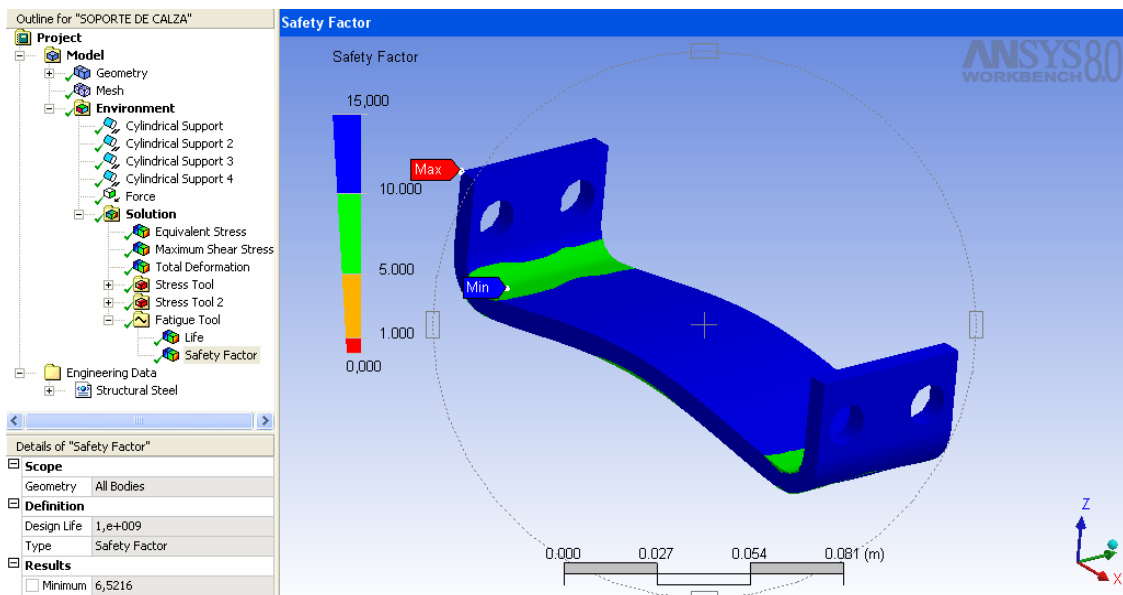 Outline for "SOPORTE DE CALZA"
Project
Model
Geometry
Mesh
Environment
Cylindrical Support
Cylindrical Support 2
Cylindrical Support 3
Cylindrical Support 4
Force
Solution
Equivalent Stress
Maximum Shear Stress
Total Deformation
Stress Tool
Stress Tool 2
Fatigue Tool
Life
Safety Factor
Engineering Data
Structural Steel
Details of "Safety Factor"
Scope
Geometry All Bodies
Definition
Design Life 1,e+009
Type Safety Factor
Results
Minimum 6,5216
Safety Factor
Safety Factor
15,000
10.000
5.000
1.000
0,000
Max
Min
ANSYS 8.0
WORKBENCH
0.000 0.027 0.054 0.081 (m)
Z
X